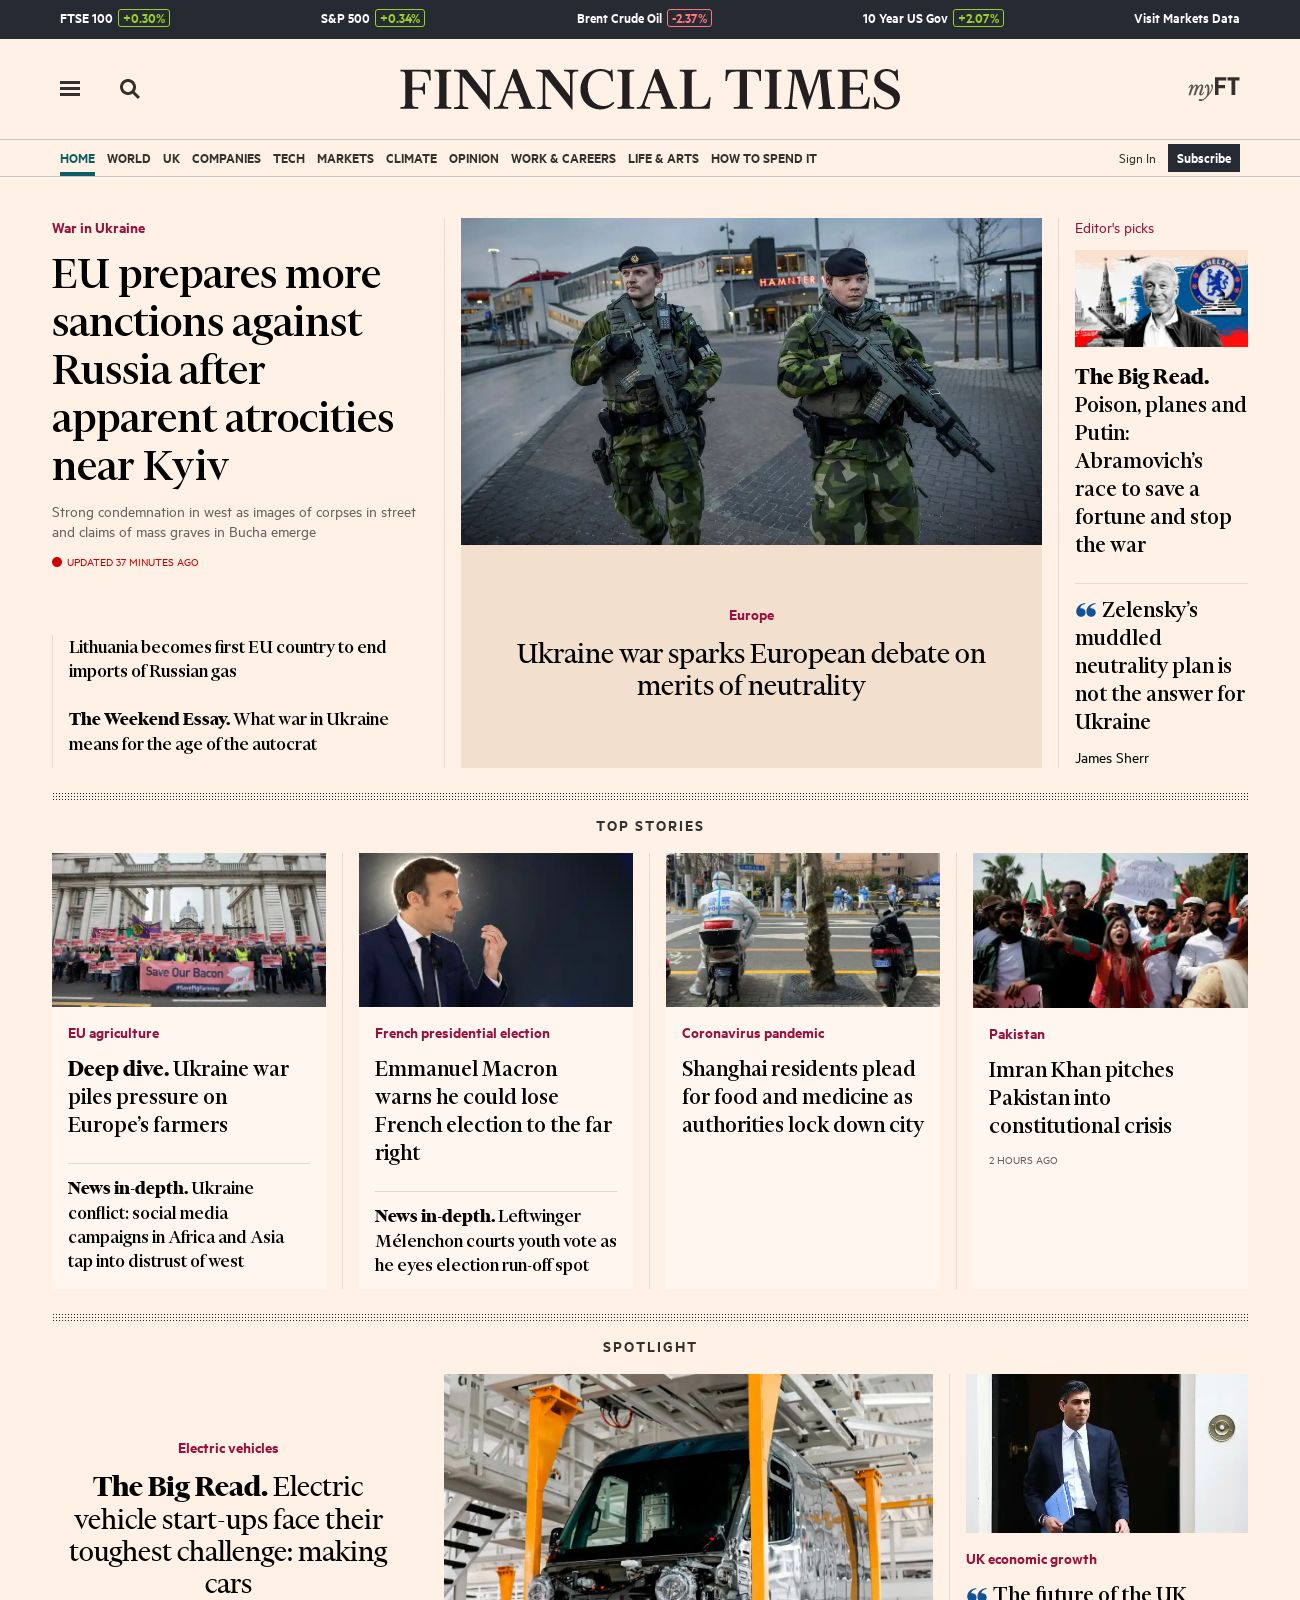 FTSE 100 +0.30% S&P 500 +0.34% Brent Crude Oil -2.37% 10 Year US Gov +2.07% Visit Markets Data
FINANCIAL TIMES
myFT
HOME WORLD UK COMPANIES TECH MARKETS CLIMATE OPINION WORK & CAREERS LIFE & ARTS HOW TO SPEND IT Sign In Subscribe
War in Ukraine
EU prepares more
sanctions against
Russia after
apparent atrocities
near Kyiv
Strong condemnation in west as images of corpses in street
and claims of mass graves in Bucha emerge
UPDATED 37 MINUTES AGO
Lithuania becomes first EU country to end
imports of Russian gas
The Weekend Essay. What war in Ukraine
means for the age of the autocrat
HAMNTER
Europe
Ukraine war sparks European debate on
merits of neutrality
Editor's picks
CHELSEA
The Big Read.
Poison, planes and
Putin:
Abramovich’s
race to save a
fortune and stop
the war
“ Zelensky’s
muddled
neutrality plan is
not the answer for
Ukraine
James Sherr
TOP STORIES
Save Our Bacon
EU agriculture
Deep dive. Ukraine war
piles pressure on
Europe’s farmers
News in-depth. Ukraine
conflict: social media
campaigns in Africa and Asia
tap into distrust of west
French presidential election
Emmanuel Macron
warns he could lose
French election to the far
right
News in-depth. Leftwinger
Mélenchon courts youth vote as
he eyes election run-off spot
POLICE
Coronavirus pandemic
Shanghai residents plead
for food and medicine as
authorities lock down city
Pakistan
Imran Khan pitches
Pakistan into
constitutional crisis
2 HOURS AGO
SPOTLIGHT
Electric vehicles
The Big Read. Electric
vehicle start-ups face their
toughest challenge: making
cars
UK economic growth
“ The future of the UK